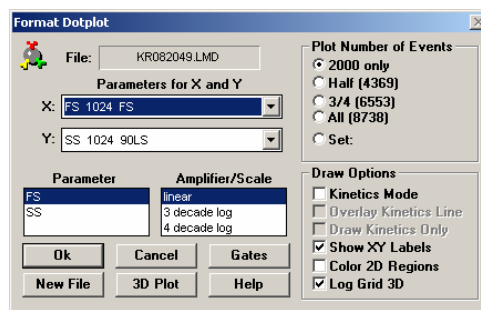 Format Dotplot
File: KR082049.LMD
Parameters for X and Y
X: FS 1024 FS
Y: SS 1024 90LS
Parameter
FS
SS
Amplifier/Scale
linear
3 decade log
4 decade log
Ok Cancel Gates
New File 3D Plot Help
Plot Number of Events
2000 only
Half (4369)
3/4 (6553)
All (8738)
Set:
Draw Options
Kinetics Mode
Overlay Kinetics Line
Draw Kinetics Only
Show XY Labels
Color 2D Regions
Log Grid 3D